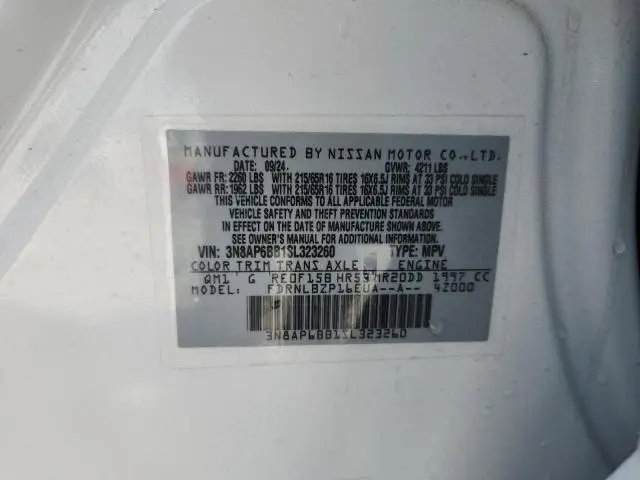 MANUFACTURED BY NISSAN MOTOR CO.,LTD.
DATE: 09/24. GVWR: 4211 LBS
GAWR FR: 2260 LBS WITH 215/65R16 TIRES 16X6.5J RIMS AT 33 PSI COLD SINGLE
GAWR RR: 1962 LBS WITH 215/65R16 TIRES 16X6.5J RIMS AT 33 PSI COLD SINGLE
THIS VEHICLE CONFORMS TO ALL APPLICABLE FEDERAL MOTOR
VEHICLE SAFETY AND THEFT PREVENTION STANDARDS
IN EFFECT ON THE DATE OF MANUFACTURE SHOWN ABOVE.
SEE OWNER'S MANUAL FOR ADDITIONAL INFORMATION
VIN: 3N8AP6BB1SL323260 TYPE: MPV
COLOR TRIM TRANS AXLE ENGINE
QM1 G RE0F15B HR59 MR20DD 1997 CC
MODEL: FDRNLBZP16EUA--A-- 4Z000
3N8AP6BB1SL323260